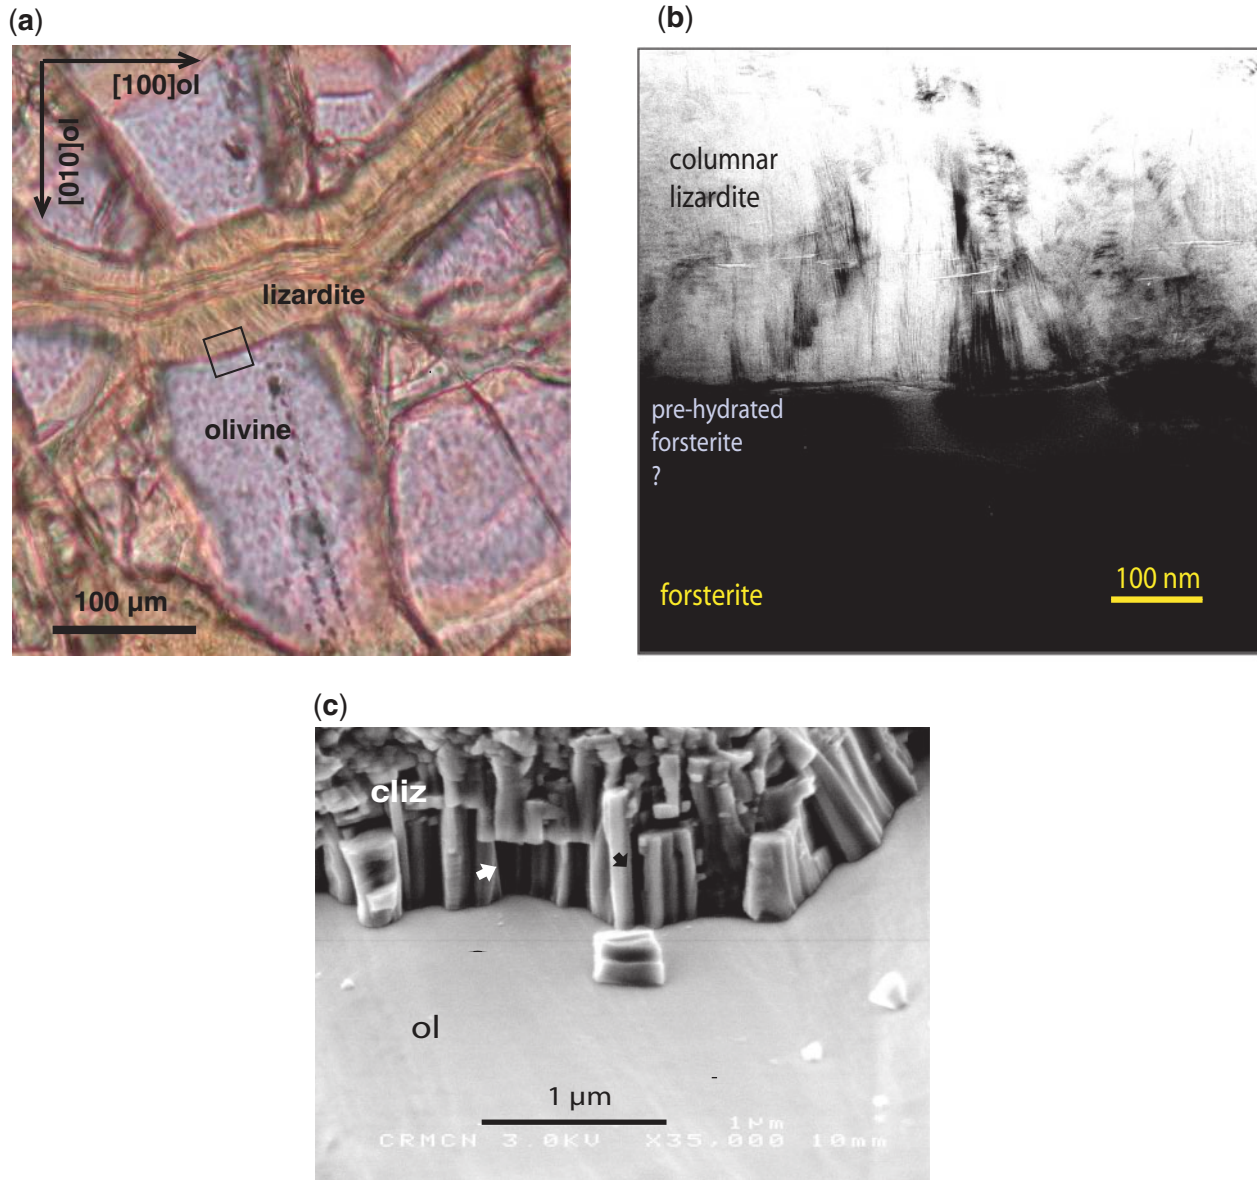 (a)
[100]ol
[010]ol
lizardite
olivine
100 µm
(b)
columnar
lizardite
pre-hydrated
forsterite
?
forsterite
100 nm
(c)
cliz
ol
1 µm
1µm
CRMCN 3.0KV X35,000 10mm